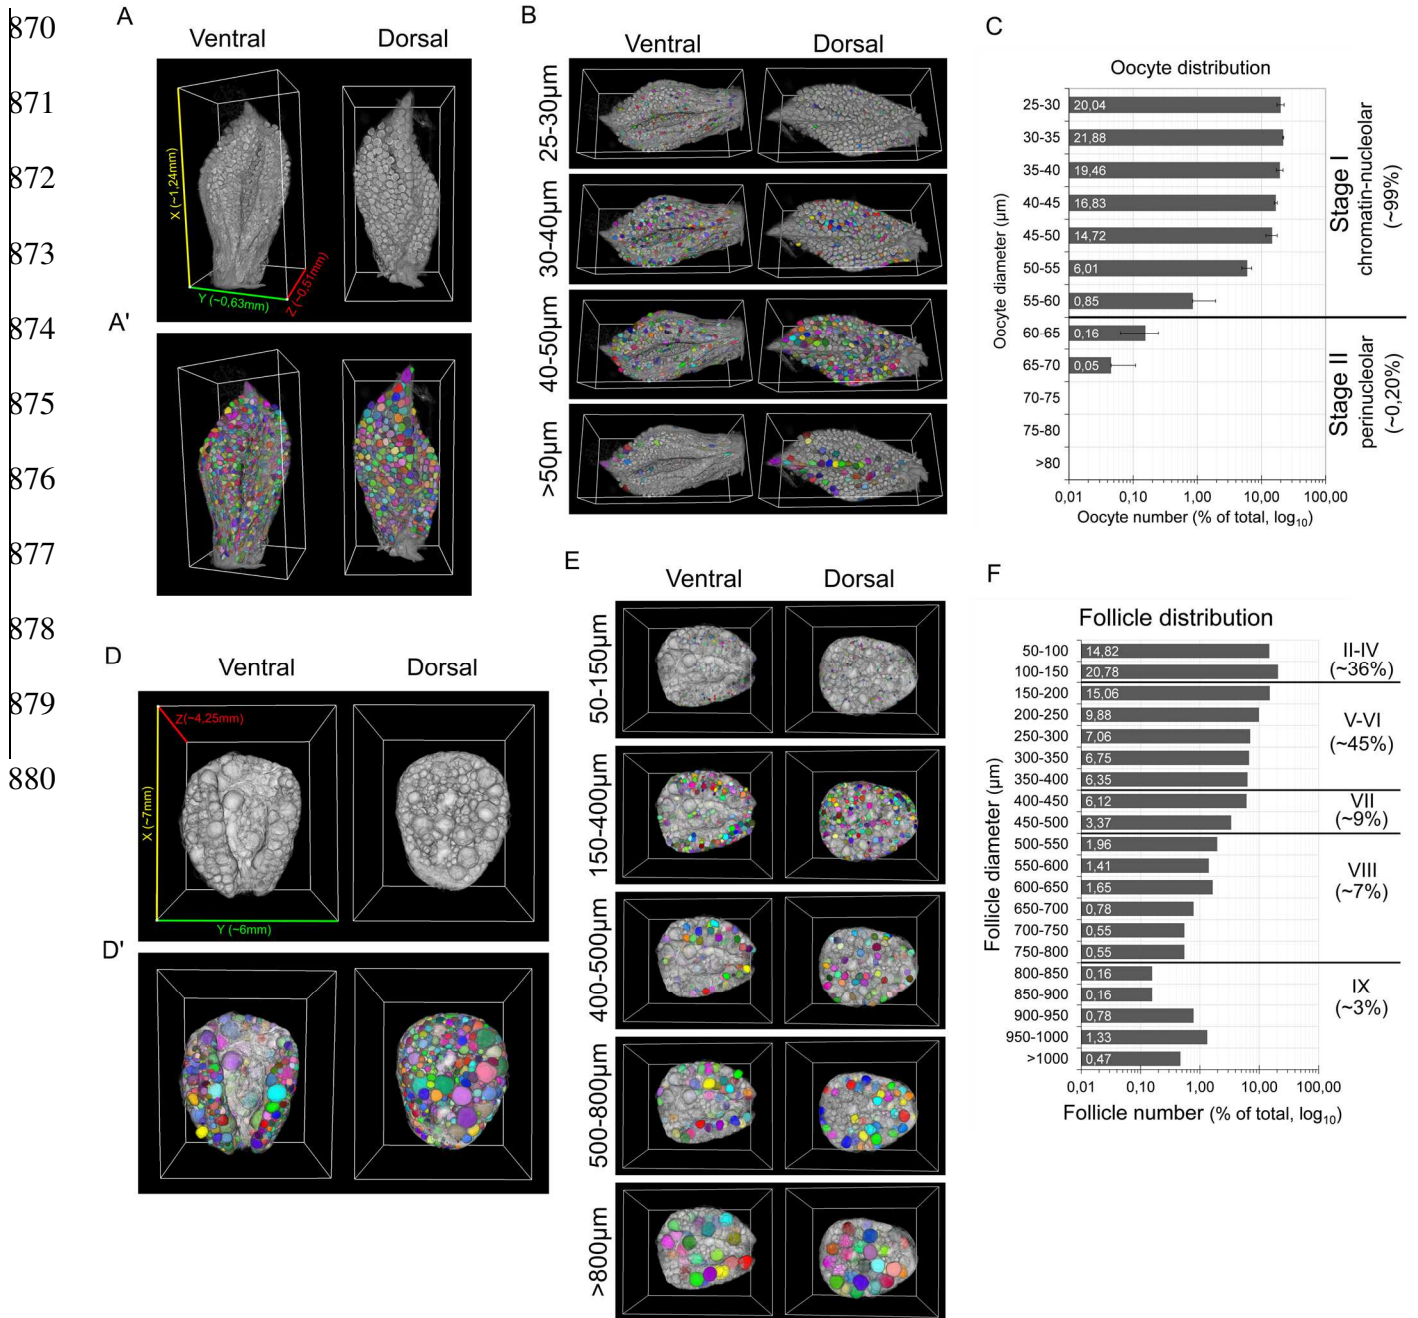 870
871
872
873
874
875
876
877
878
879
880
A
Ventral
Dorsal
X (~1,24mm)
Y (~0,63mm)
Z (~0,51mm)
A'
B
Ventral
Dorsal
25-30µm
30-40µm
40-50µm
>50µm
C
Oocyte distribution
Oocyte diameter (µm)
25-30 20,04
30-35 21,88
35-40 19,46
40-45 16,83
45-50 14,72
50-55 6,01
55-60 0,85
60-65 0,16
65-70 0,05
70-75
75-80
>80
0,01 0,10 1,00 10,00 100,00
Oocyte number (% of total, log10)
Stage I
chromatin-nucleolar
(~99%)
Stage II
perinucleolar
(~0,20%)
D
Ventral
Dorsal
Z(~4,25mm)
X (~7mm)
Y (~6mm)
D'
E
Ventral
Dorsal
50-150µm
150-400µm
400-500µm
500-800µm
>800µm
F
Follicle distribution
Follicle diameter (µm)
50-100 14,82
100-150 20,78
150-200 15,06
200-250 9,88
250-300 7,06
300-350 6,75
350-400 6,35
400-450 6,12
450-500 3,37
500-550 1,96
550-600 1,41
600-650 1,65
650-700 0,78
700-750 0,55
750-800 0,55
800-850 0,16
850-900 0,16
900-950 0,78
950-1000 1,33
>1000 0,47
0,01 0,10 1,00 10,00 100,00
Follicle number (% of total, log10)
II-IV
(~36%)
V-VI
(~45%)
VII
(~9%)
VIII
(~7%)
IX
(~3%)